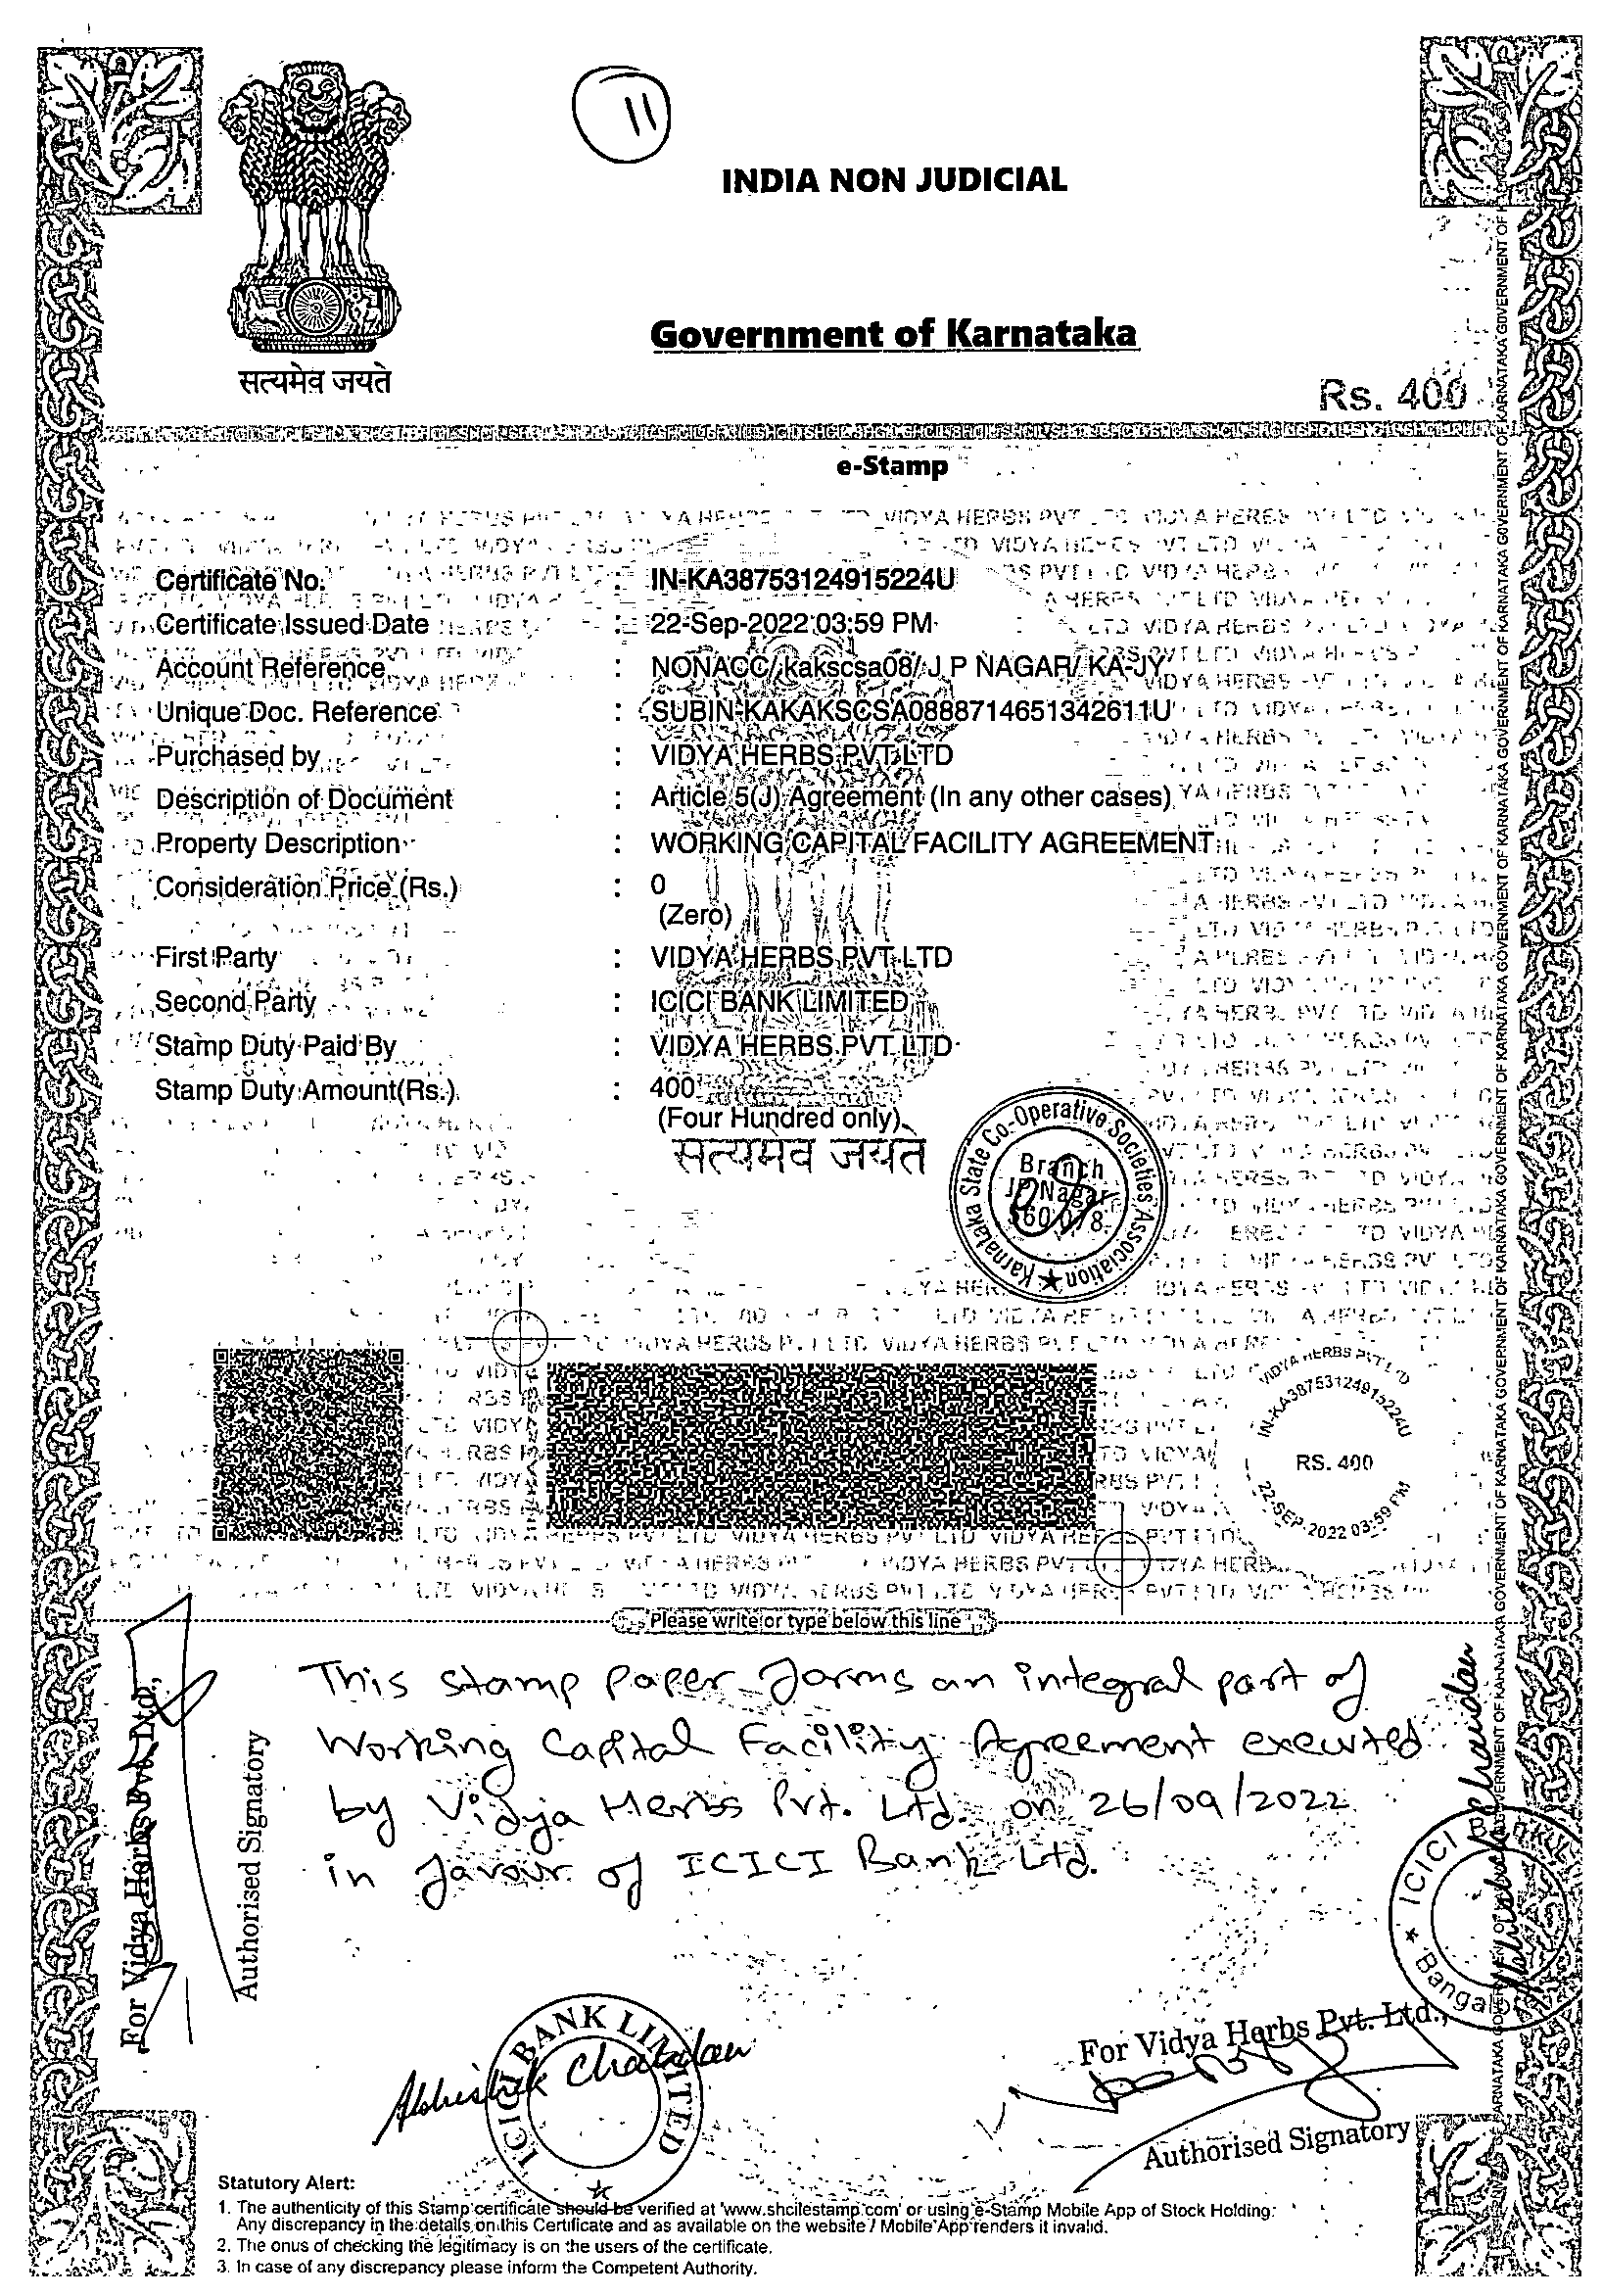 11
INDIA NON JUDICIAL
Government of Karnataka
सत्यमेव जयते
Rs. 400
e-Stamp
Certificate No. : IN-KA38753124915224U
Certificate Issued Date : 22-Sep-2022 03:59 PM
Account Reference : NONACC/ kakscsa08/ J P NAGAR/ KA-JY
Unique Doc. Reference : SUBIN-KAKAKSCSA0888714651342611U
Purchased by : VIDYA HERBS PVT LTD
Description of Document : Article 5(J) Agreement (In any other cases)
Property Description : WORKING CAPITAL FACILITY AGREEMENT
Consideration Price (Rs.) : 0
(Zero)
First Party : VIDYA HERBS PVT LTD
Second Party : ICICI BANK LIMITED
Stamp Duty Paid By : VIDYA HERBS PVT LTD
Stamp Duty Amount(Rs.) : 400
(Four Hundred only)
सत्यमेव जयते
Karnataka State Co-Operative Societies Association
Branch
JP Nagar
560 078
VIDYA HERBS PVT LTD
IN-KA38753124915224U
RS. 400
22-SEP-2022 03:59 PM
Please write or type below this line
This stamp paper forms an integral part of
Working Capital Facility Agreement executed
by Vidya Herbs Pvt. Ltd. on 26/09/2022
in favour of ICICI Bank Ltd.
For Vidya Herbs Pvt. Ltd.,
Authorised Signatory
ICICI BANK LIMITED
Abhishek Chandan
ICICI Bank
Bangalore
For Vidya Herbs Pvt. Ltd.,
Authorised Signatory
Statutory Alert:
1. The authenticity of this Stamp certificate should be verified at 'www.shcilestamp.com' or using e-Stamp Mobile App of Stock Holding.
Any discrepancy in the details on this Certificate and as available on the website / Mobile App renders it invalid.
2. The onus of checking the legitimacy is on the users of the certificate.
3. In case of any discrepancy please inform the Competent Authority.